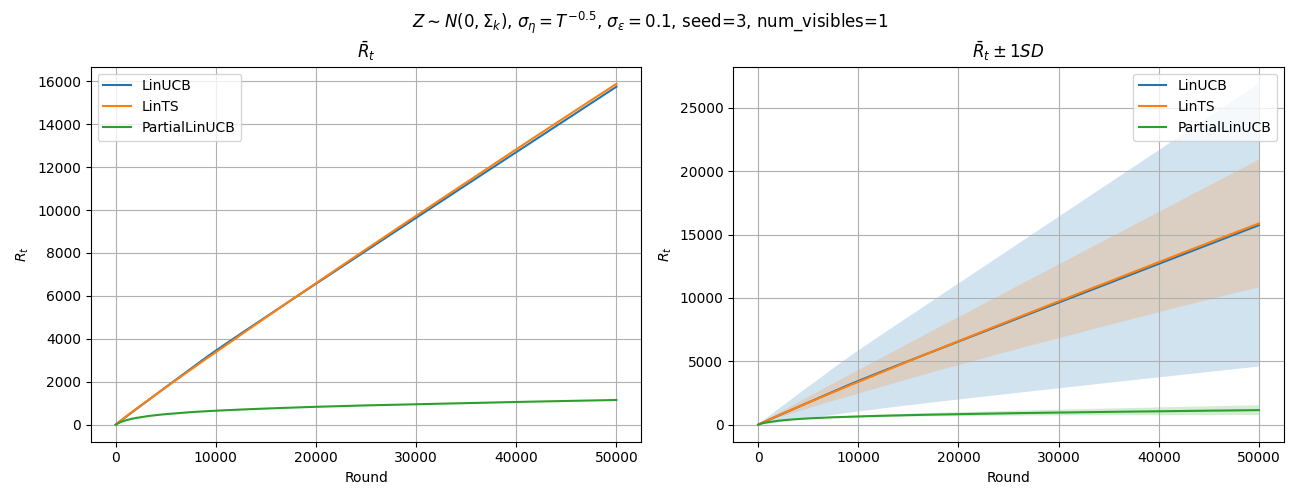 Z ∼ N(0, Σ_k), σ_η = T^{−0.5}, σ_ε = 0.1, seed=3, num_visibles=1
R̄_t
16000
14000
12000
10000
8000
6000
4000
2000
0
R_t
LinUCB
LinTS
PartialLinUCB
0
10000
20000
30000
40000
50000
Round
R̄_t ± 1SD
25000
20000
15000
10000
5000
0
R_t
LinUCB
LinTS
PartialLinUCB
0
10000
20000
30000
40000
50000
Round